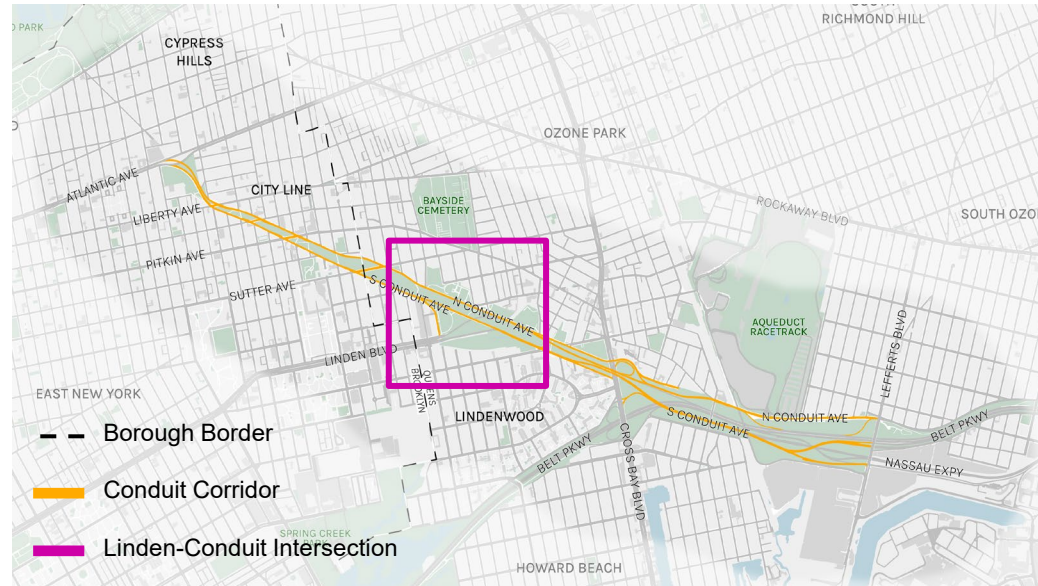 D PARK
CYPRESS
HILLS
RICHMOND HILL
OZONE PARK
ATLANTIC AVE
CITY LINE
LIBERTY AVE
BAYSIDE
CEMETERY
ROCKAWAY BLVD
SOUTH OZO
PITKIN AVE
SUTTER AVE
S CONDUIT AVE
N CONDUIT AVE
AQUEDUCT
RACETRACK
LEFFERTS BLVD
LINDEN BLVD
QUEENS
BROOKLYN
EAST NEW YORK
LINDENWOOD
S CONDUIT AVE
N CONDUIT AVE
BELT PKWY
BELT PKWY
CROSS BAY BLVD
NASSAU EXPY
Borough Border
Conduit Corridor
SPRING CREEK
Linden-Conduit Intersection
HOWARD BEACH